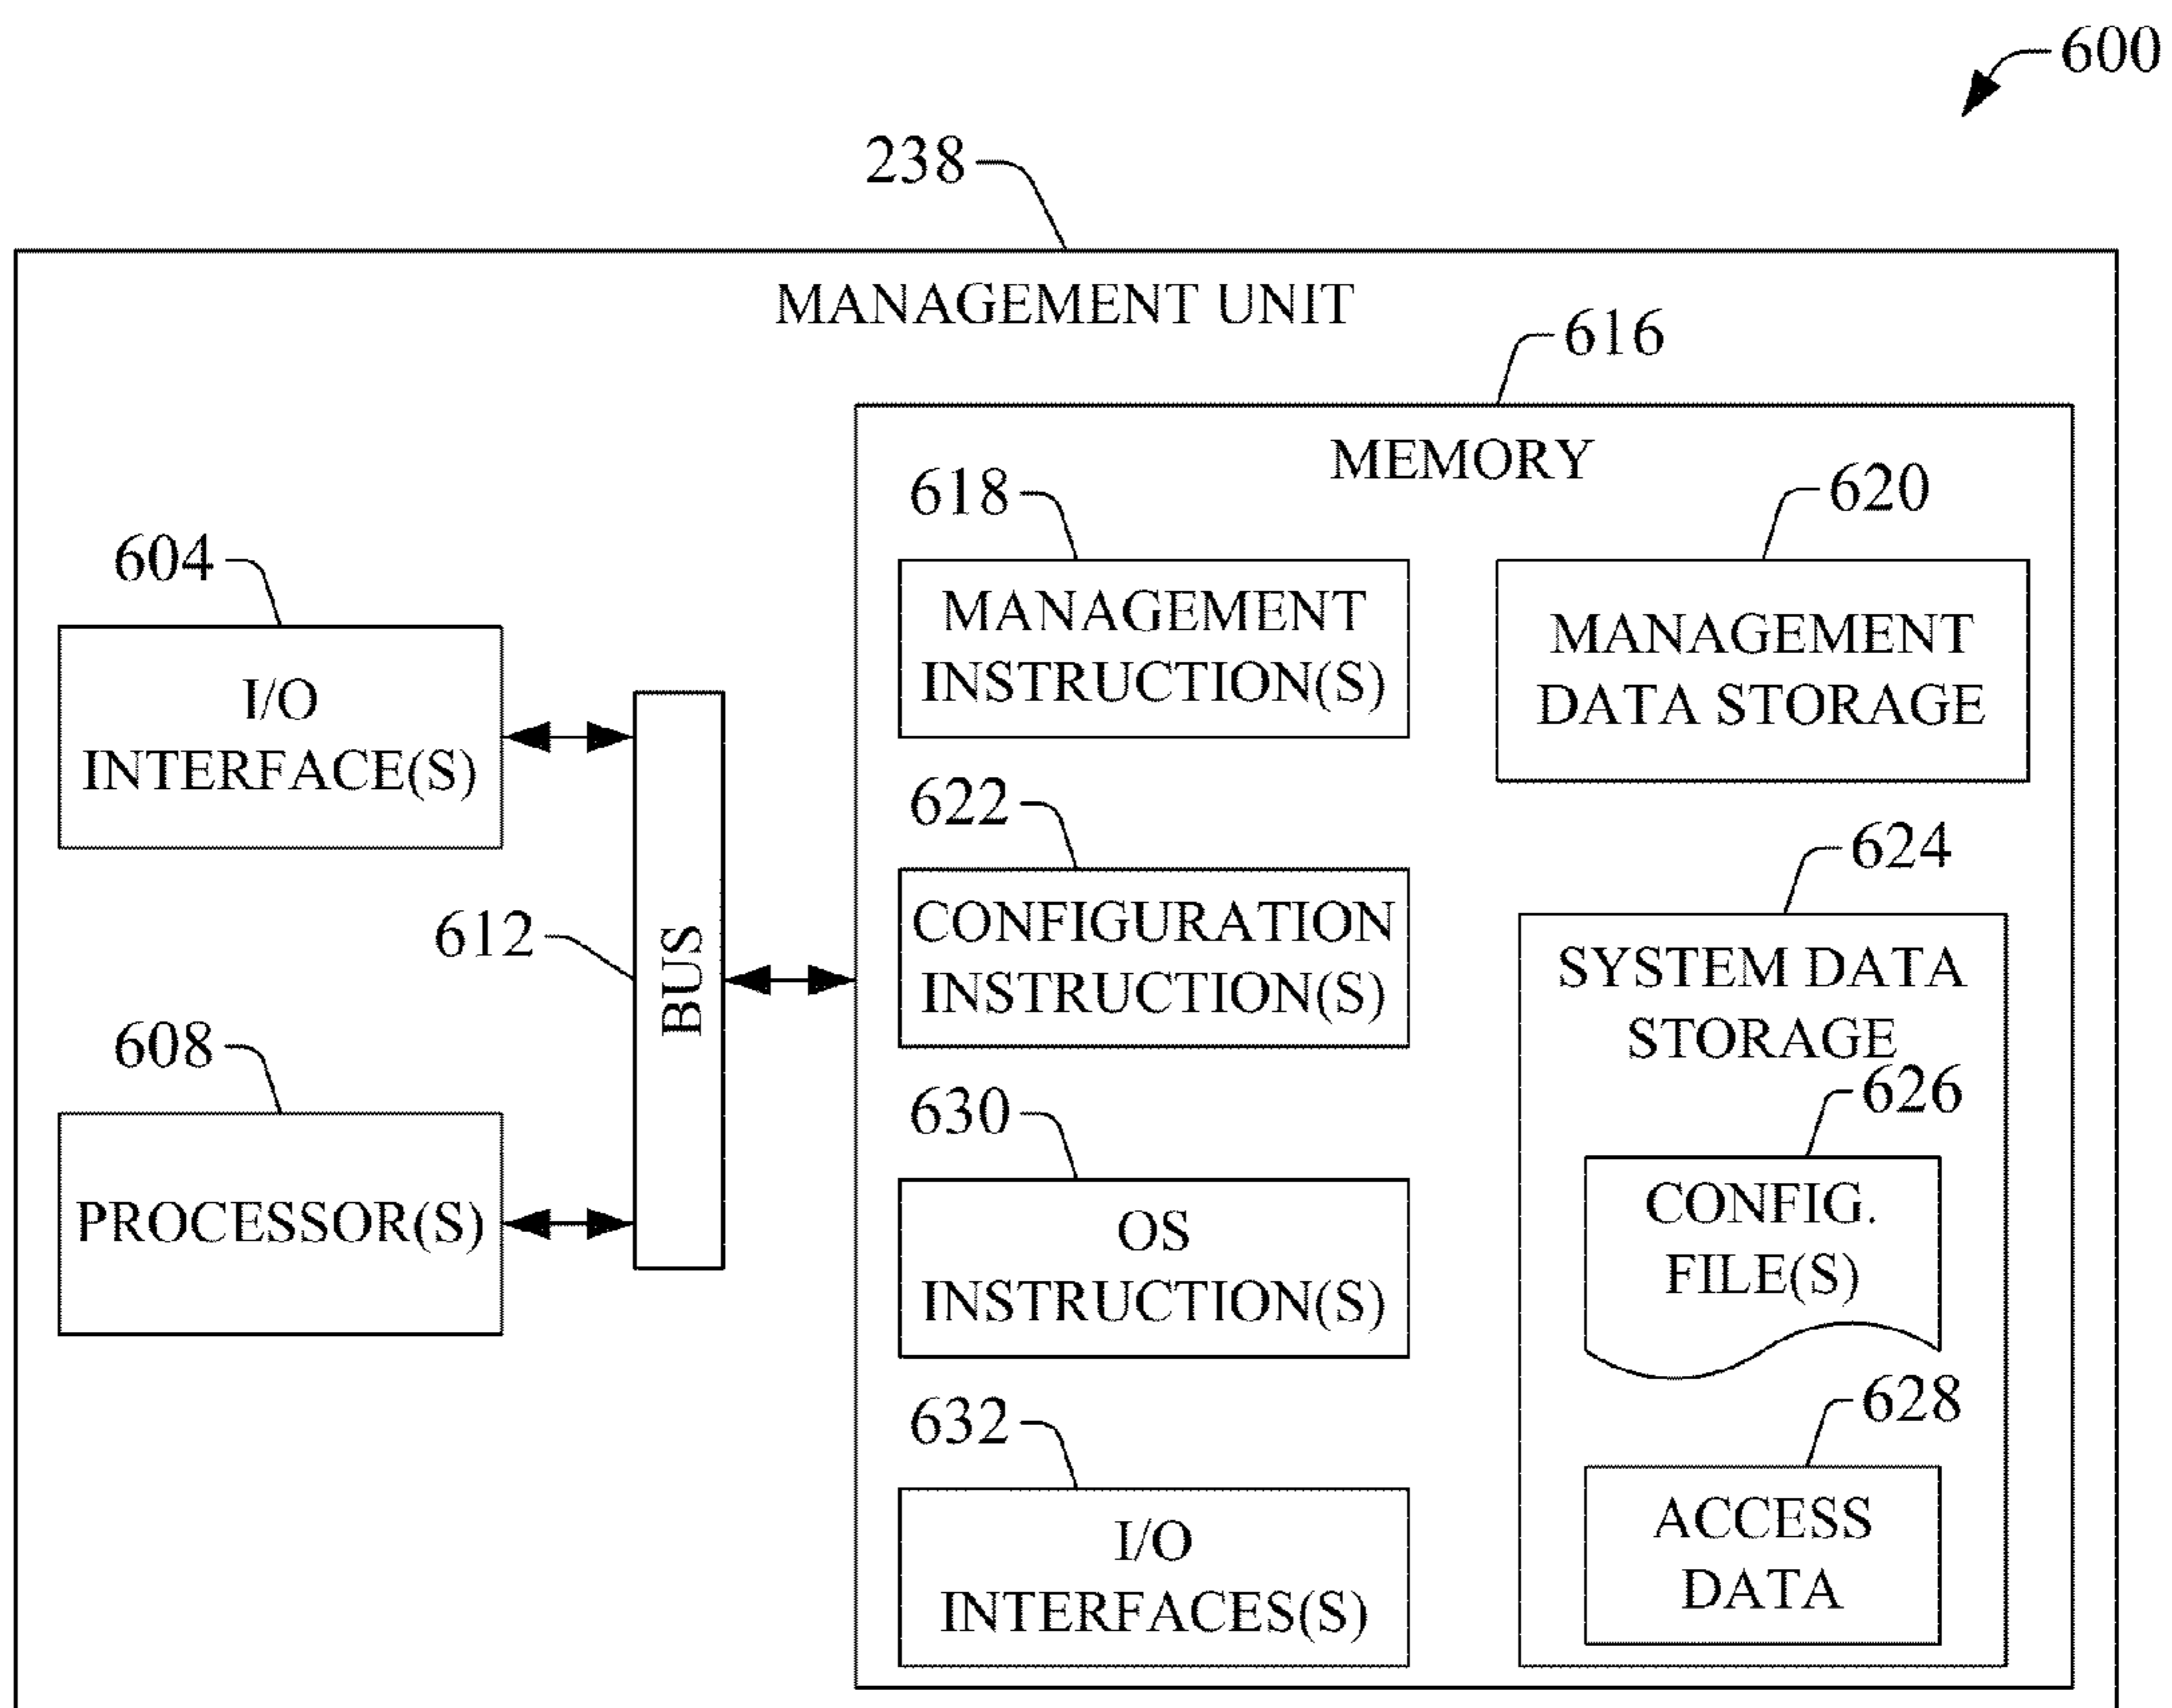 600
238
MANAGEMENT UNIT
616
MEMORY
618
620
MANAGEMENT
INSTRUCTION(S)
MANAGEMENT
DATA STORAGE
604
I/O
INTERFACE(S)
622
CONFIGURATION
INSTRUCTION(S)
624
SYSTEM DATA
STORAGE
612
BUS
608
PROCESSOR(S)
630
OS
INSTRUCTION(S)
626
CONFIG.
FILE(S)
632
I/O
INTERFACES(S)
628
ACCESS
DATA